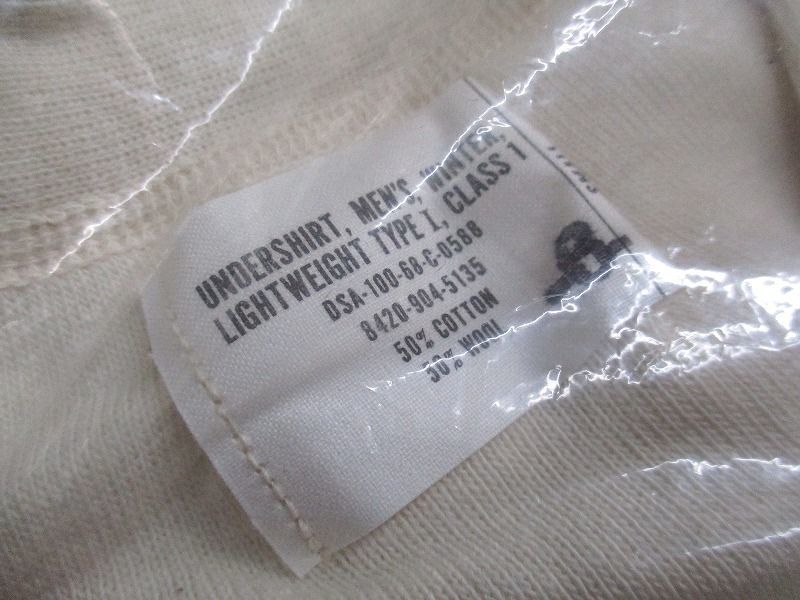 UNDERSHIRT, MEN'S, WINTER,
LIGHTWEIGHT TYPE I, CLASS 1
DSA-100-68-C-0588
8420-904-5135
50% COTTON
50% WOOL